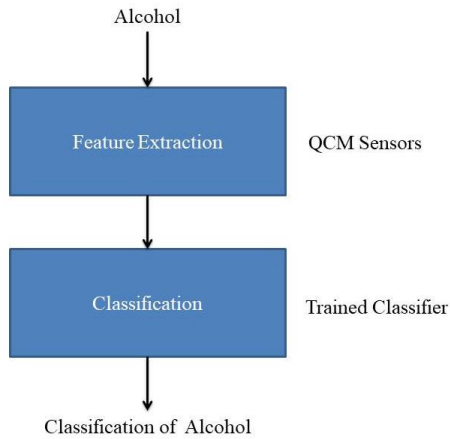 Alcohol
Feature Extraction
QCM Sensors
Classification
Trained Classifier
Classification of Alcohol